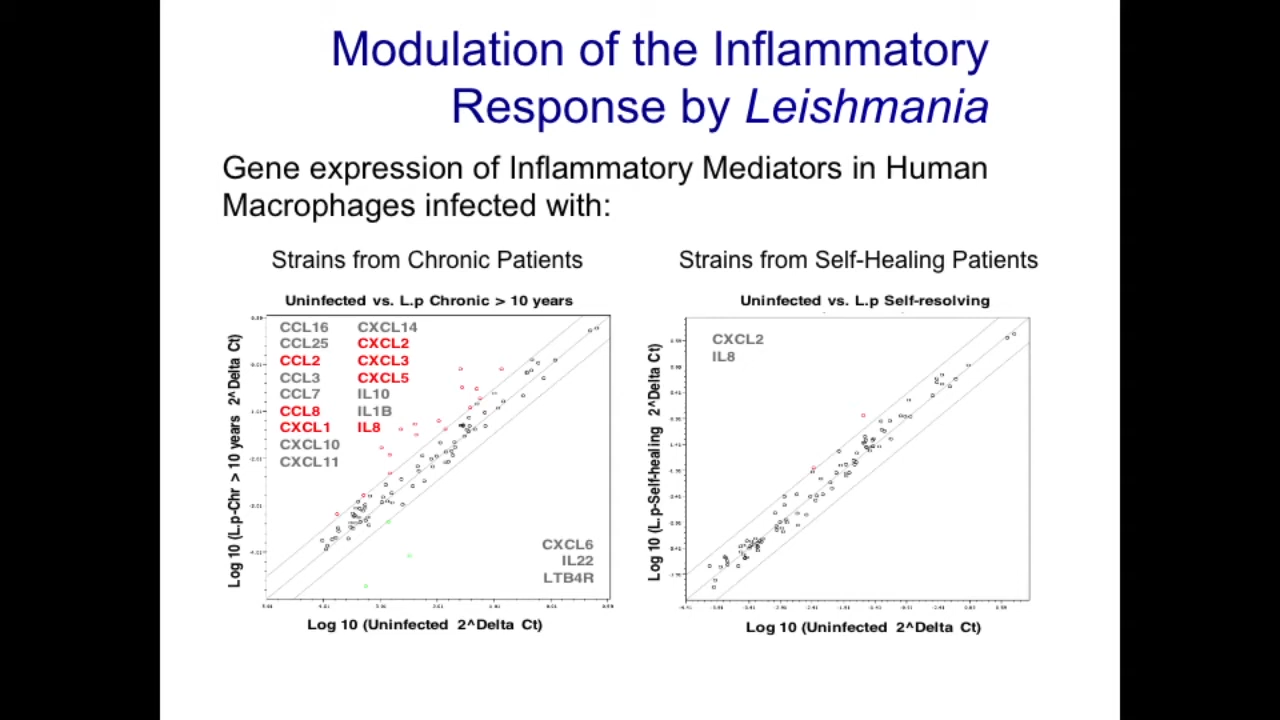 Modulation of the Inflammatory
Response by Leishmania
Gene expression of Inflammatory Mediators in Human
Macrophages infected with:
Strains from Chronic Patients
Uninfected vs. L.p Chronic > 10 years
Log 10 (L.p-Chr > 10 years 2^Delta Ct)
CCL16 CXCL14
CCL25 CXCL2
CCL2 CXCL3
CCL3 CXCL5
CCL7 IL10
CCL8 IL1B
CXCL1 IL8
CXCL10
CXCL11
CXCL6
IL22
LTB4R
Log 10 (Uninfected 2^Delta Ct)
Strains from Self-Healing Patients
Uninfected vs. L.p Self-resolving
Log 10 (L.p-Self-healing 2^Delta Ct)
CXCL2
IL8
Log 10 (Uninfected 2^Delta Ct)